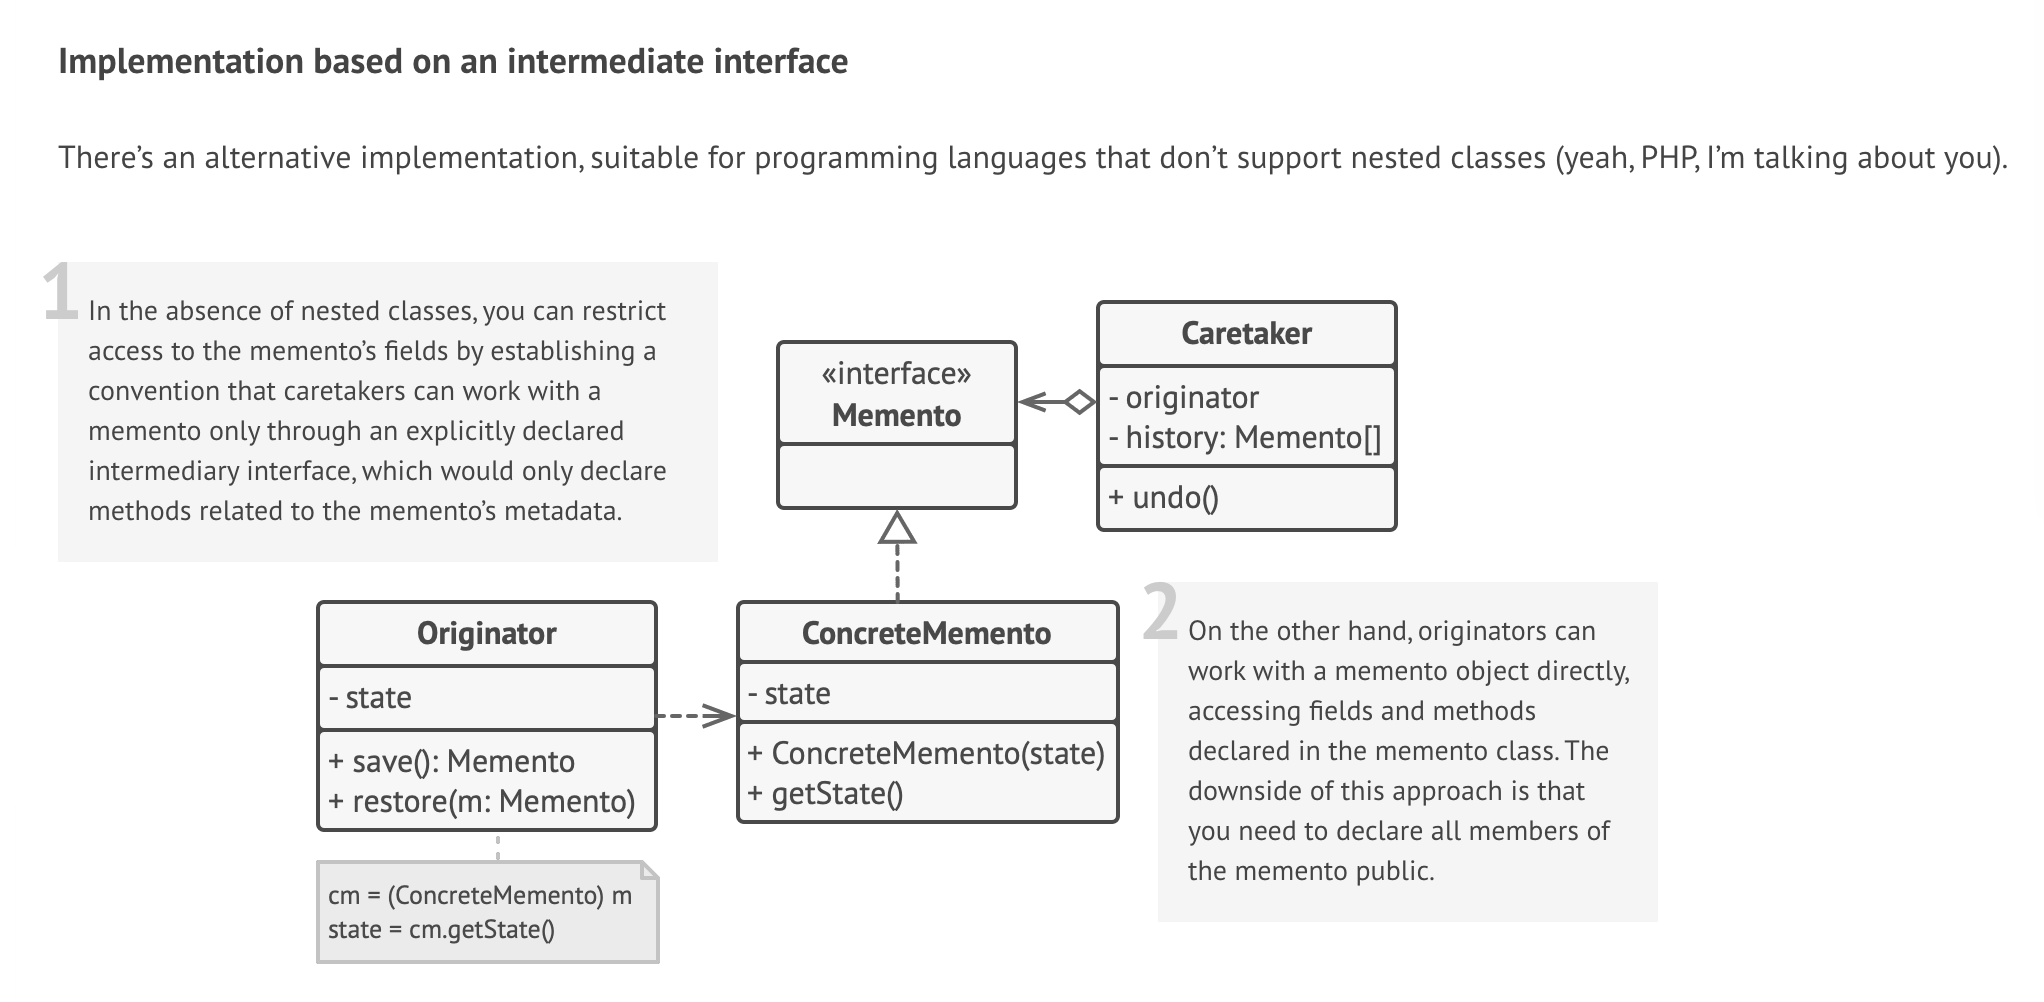 Implementation based on an intermediate interface
There’s an alternative implementation, suitable for programming languages that don’t support nested classes (yeah, PHP, I’m talking about you).
1
In the absence of nested classes, you can restrict
access to the memento’s fields by establishing a
convention that caretakers can work with a
memento only through an explicitly declared
intermediary interface, which would only declare
methods related to the memento’s metadata.
«interface»
Memento
Caretaker
- originator
- history: Memento[]
+ undo()
Originator
- state
+ save(): Memento
+ restore(m: Memento)
cm = (ConcreteMemento) m
state = cm.getState()
ConcreteMemento
- state
+ ConcreteMemento(state)
+ getState()
2
On the other hand, originators can
work with a memento object directly,
accessing fields and methods
declared in the memento class. The
downside of this approach is that
you need to declare all members of
the memento public.